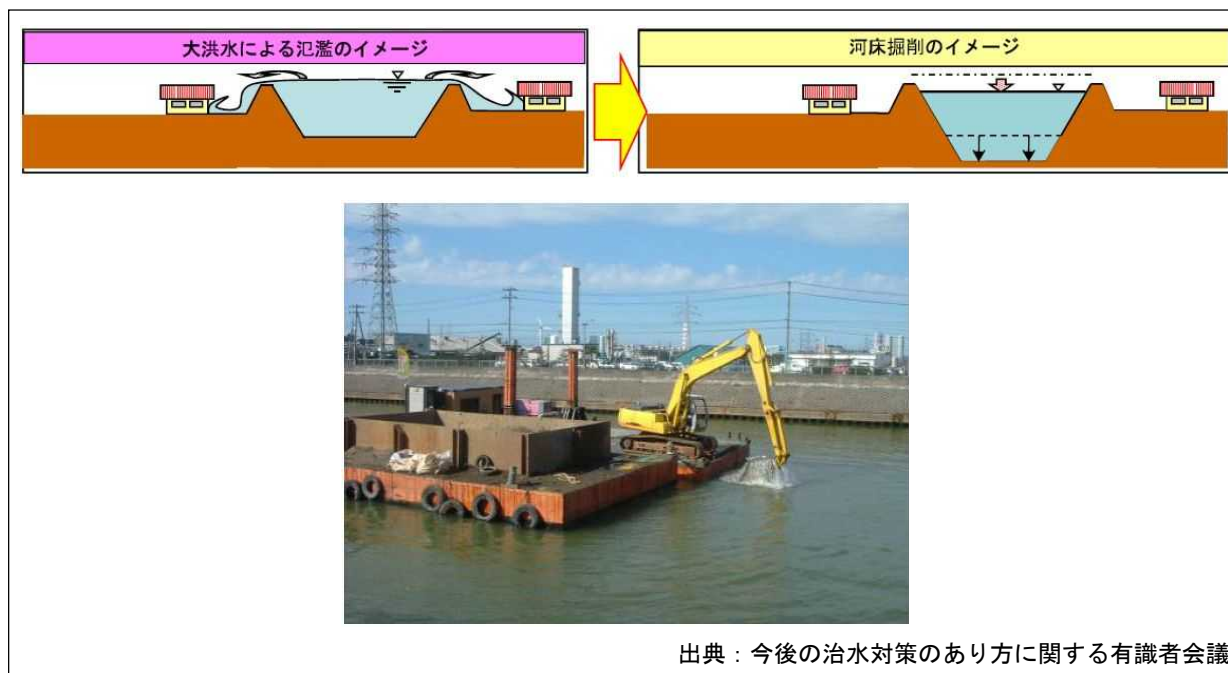 大洪水による氾濫のイメージ
河床掘削のイメージ
出典：今後の治水対策のあり方に関する有識者会議